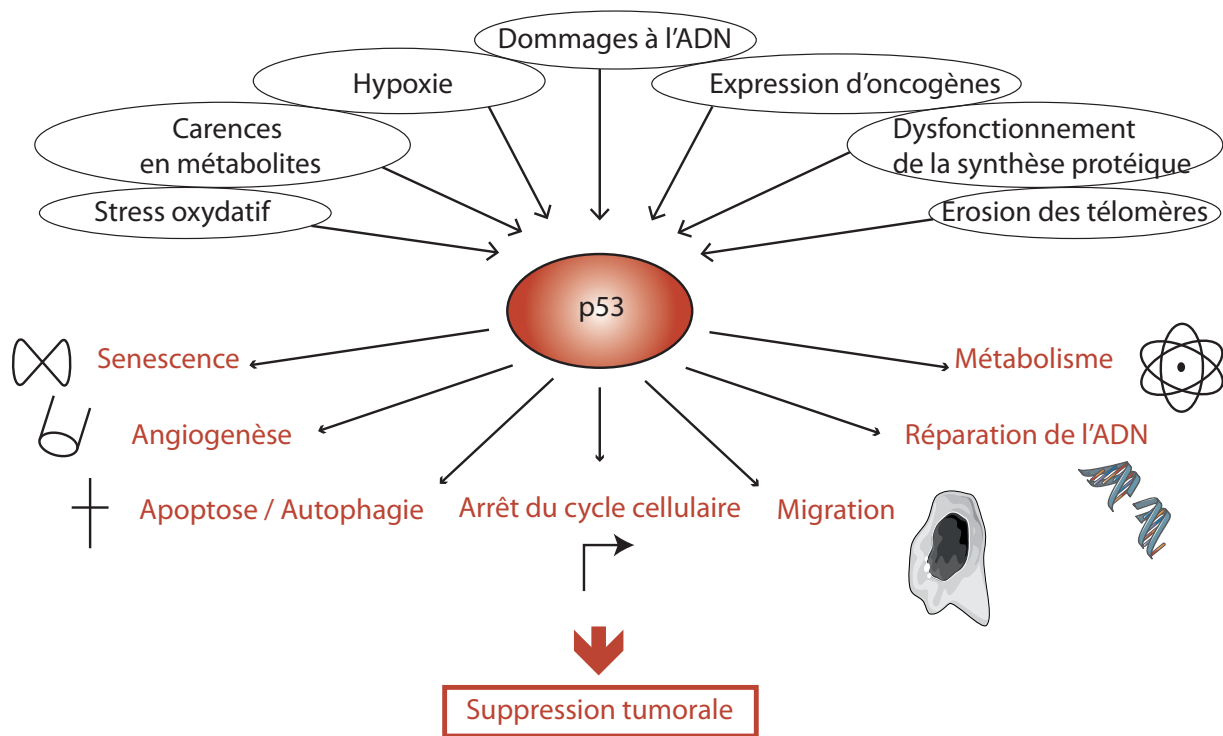 Dommages à l'ADN
Hypoxie
Expression d'oncogènes
Carences
en métabolites
Dysfonctionnement
de la synthèse protéique
Stress oxydatif
Erosion des télomères
p53
Senescence
Métabolisme
Angiogenèse
Réparation de l'ADN
Apoptose / Autophagie
Arrêt du cycle cellulaire
Migration
Suppression tumorale